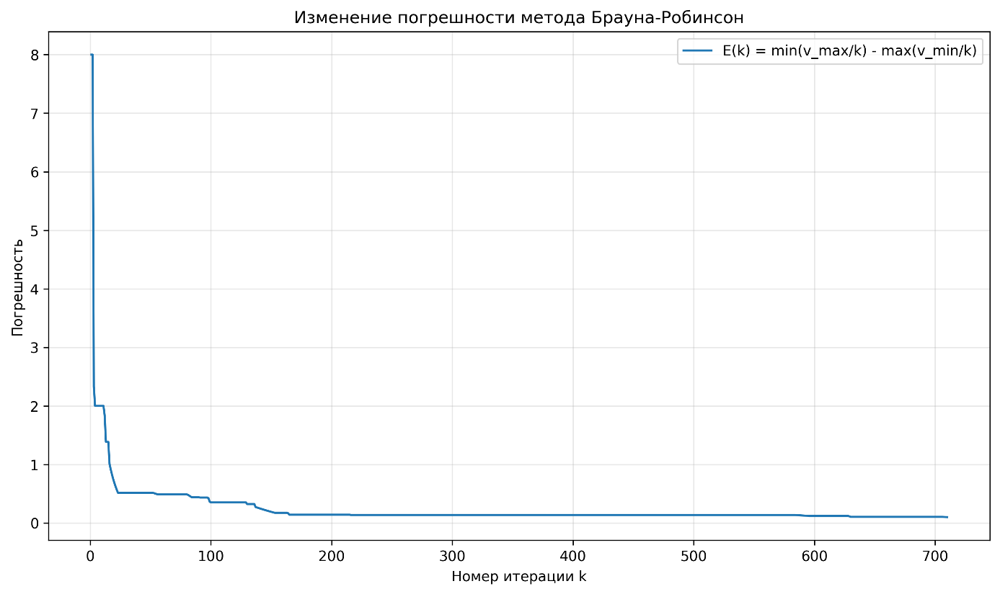 Изменение погрешности метода Брауна-Робинсон
E(k) = min(v_max/k) - max(v_min/k)
Погрешность
8
7
6
5
4
3
2
1
0
0 100 200 300 400 500 600 700
Номер итерации k